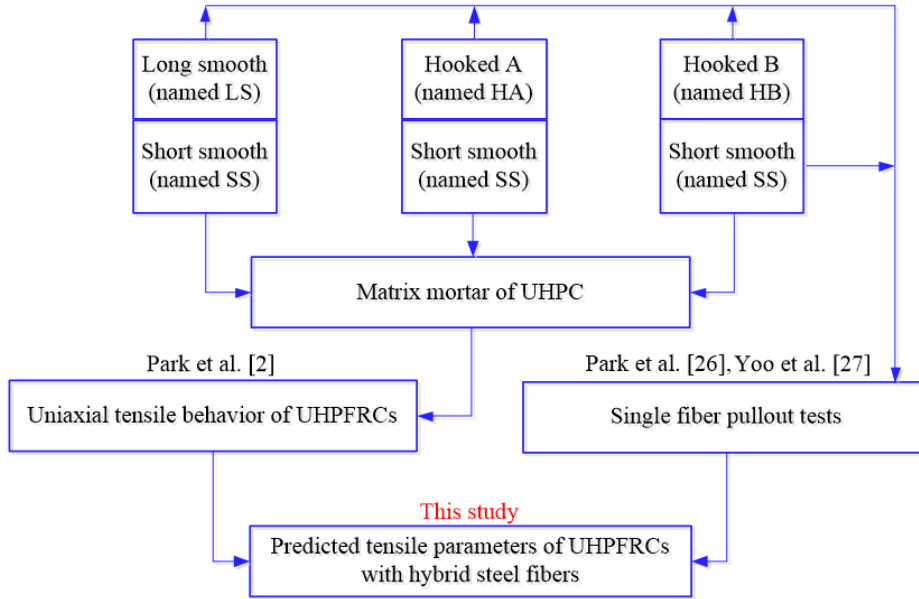 Long smooth
(named LS)
Hooked A
(named HA)
Hooked B
(named HB)
Short smooth
(named SS)
Short smooth
(named SS)
Short smooth
(named SS)
Matrix mortar of UHPC
Park et al. [2]
Park et al. [26], Yoo et al. [27]
Uniaxial tensile behavior of UHPFRCs
Single fiber pullout tests
This study
Predicted tensile parameters of UHPFRCs
with hybrid steel fibers